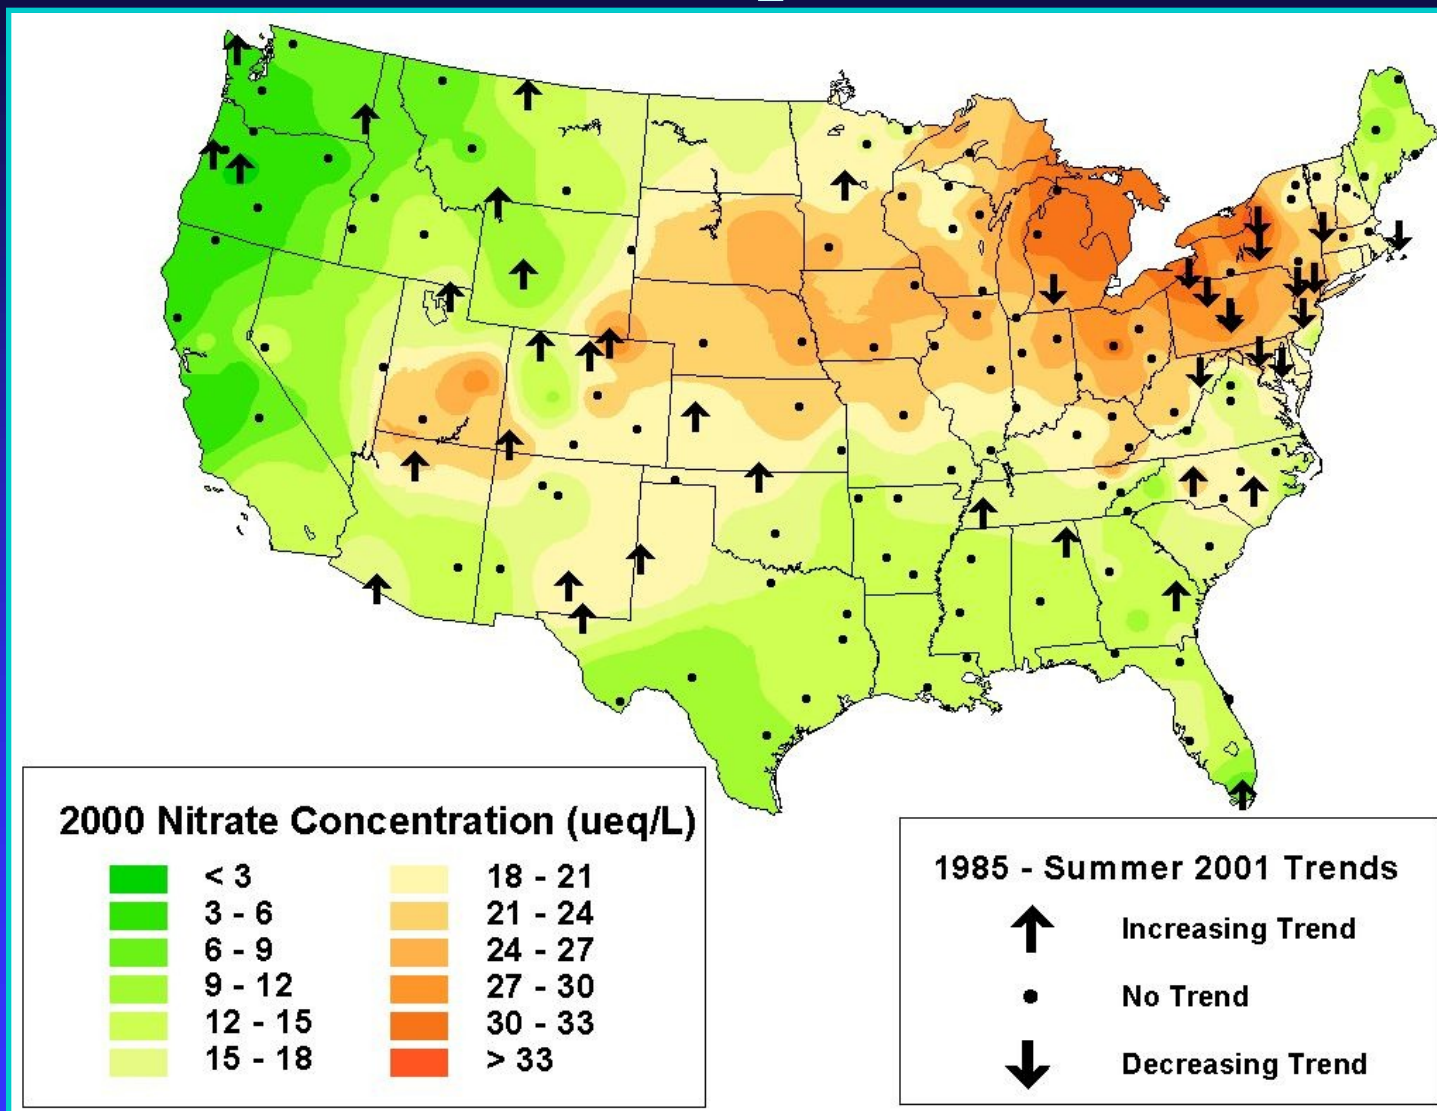 2000 Nitrate Concentration (ueq/L)
< 3
3 - 6
6 - 9
9 - 12
12 - 15
15 - 18
18 - 21
21 - 24
24 - 27
27 - 30
30 - 33
> 33
1985 - Summer 2001 Trends
Increasing Trend
No Trend
Decreasing Trend